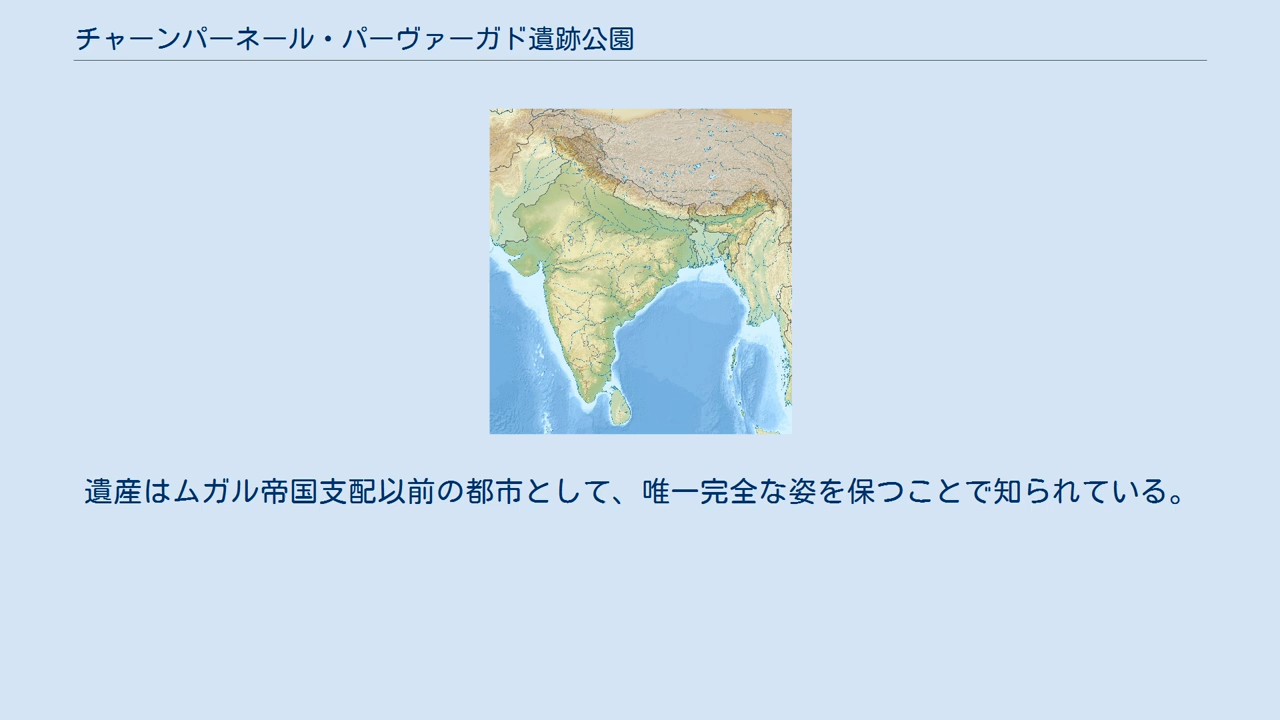 チャーンパーネール・パーヴァーガド遺跡公園
遺産はムガル帝国支配以前の都市として、唯一完全な姿を保つことで知られている。